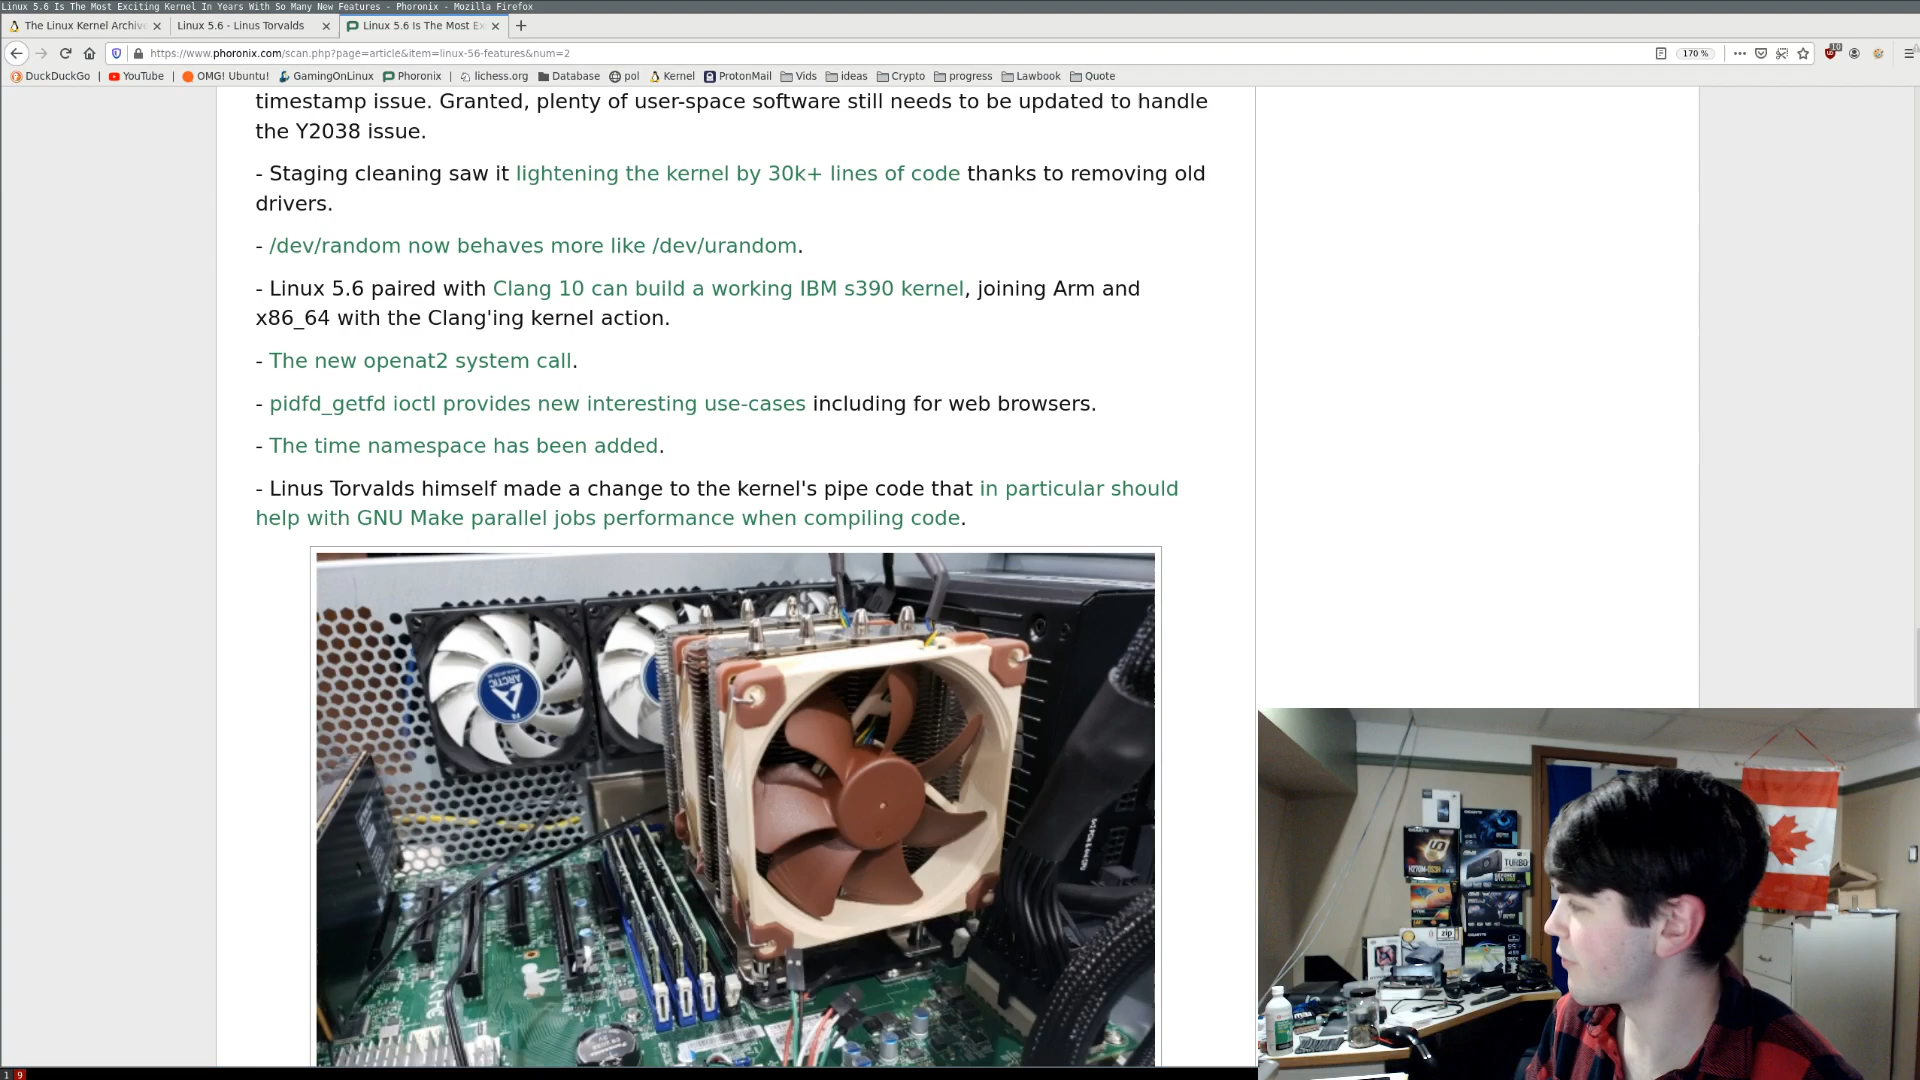 Linux 5.6 Is The Most Exciting Kernel In Years With So Many New Features - Phoronix - Mozilla Firefox
The Linux Kernel Archive
Linux 5.6 - Linus Torvalds
Linux 5.6 Is The Most Ex
https://www.phoronix.com/scan.php?page=article&item=linux-56-features&num=2
170 %
10
DuckDuckGo
YouTube
OMG! Ubuntu!
GamingOnLinux
Phoronix
lichess.org
Database
pol
Kernel
ProtonMail
Vids
ideas
Crypto
progress
Lawbook
Quote
timestamp issue. Granted, plenty of user-space software still needs to be updated to handle
the Y2038 issue.
- Staging cleaning saw it lightening the kernel by 30k+ lines of code thanks to removing old
drivers.
- /dev/random now behaves more like /dev/urandom.
- Linux 5.6 paired with Clang 10 can build a working IBM s390 kernel, joining Arm and
x86_64 with the Clang'ing kernel action.
- The new openat2 system call.
- pidfd_getfd ioctl provides new interesting use-cases including for web browsers.
- The time namespace has been added.
- Linus Torvalds himself made a change to the kernel's pipe code that in particular should
help with GNU Make parallel jobs performance when compiling code.
ARCTIC
TURBO
zip
1 9